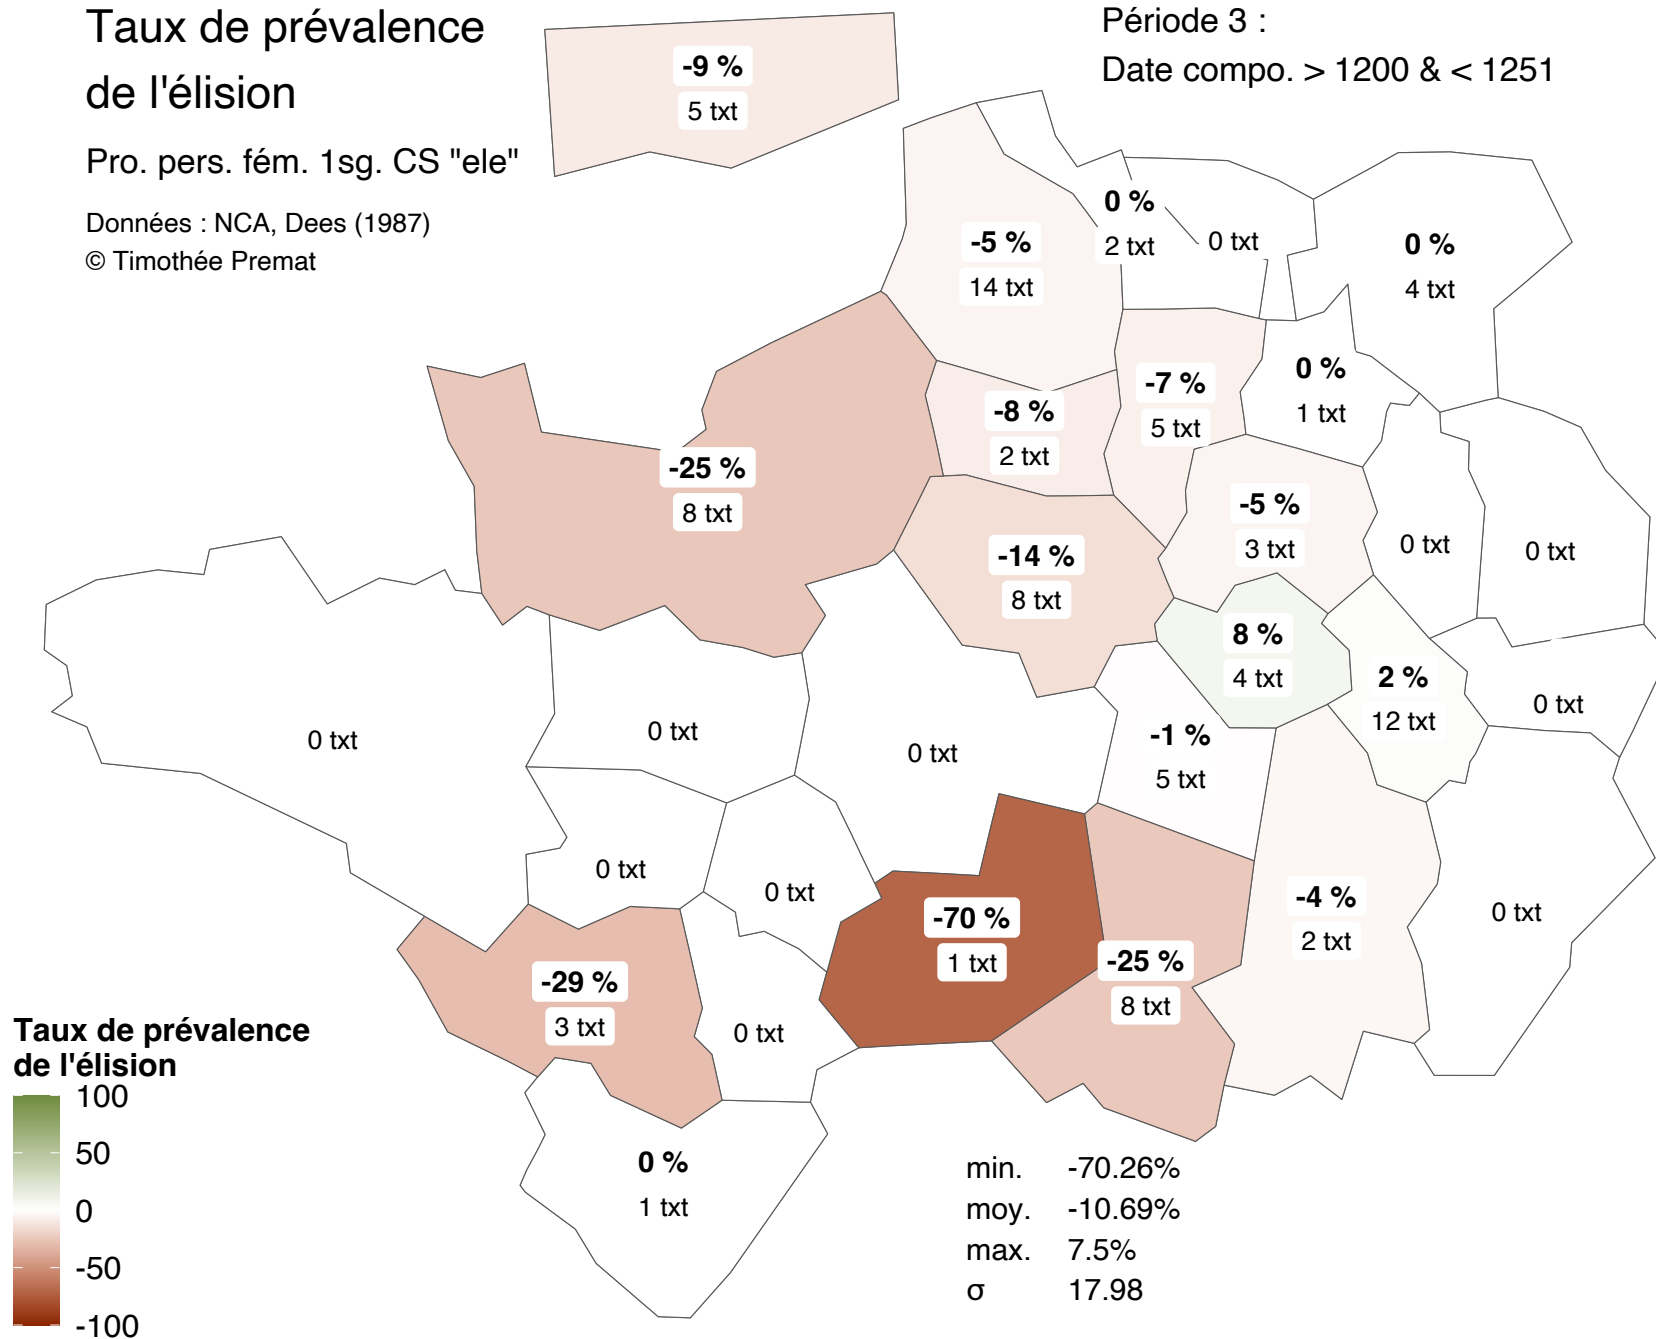 Taux de prévalence
de l'élision
Pro. pers. fém. 1sg. CS "ele"
Données : NCA, Dees (1987)
© Timothée Premat
Période 3 :
Date compo. > 1200 & < 1251
-9 %
5 txt
-5 %
14 txt
0 %
2 txt
0 txt
0 %
4 txt
-25 %
8 txt
-8 %
2 txt
-7 %
5 txt
0 %
1 txt
-14 %
8 txt
-5 %
3 txt
0 txt
0 txt
8 %
4 txt
2 %
12 txt
0 txt
0 txt
0 txt
0 txt
-1 %
5 txt
0 txt
0 txt
-70 %
1 txt
-25 %
8 txt
-4 %
2 txt
0 txt
-29 %
3 txt
0 txt
0 %
1 txt
Taux de prévalence
de l'élision
100
50
0
-50
-100
min. -70.26%
moy. -10.69%
max. 7.5%
σ 17.98